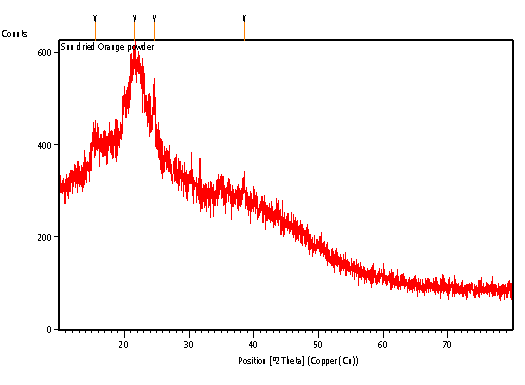 Counts
Sun dried Orange powder
600
400
200
0
20 30 40 50 60 70
Position [°2Theta] (Copper (Cu))